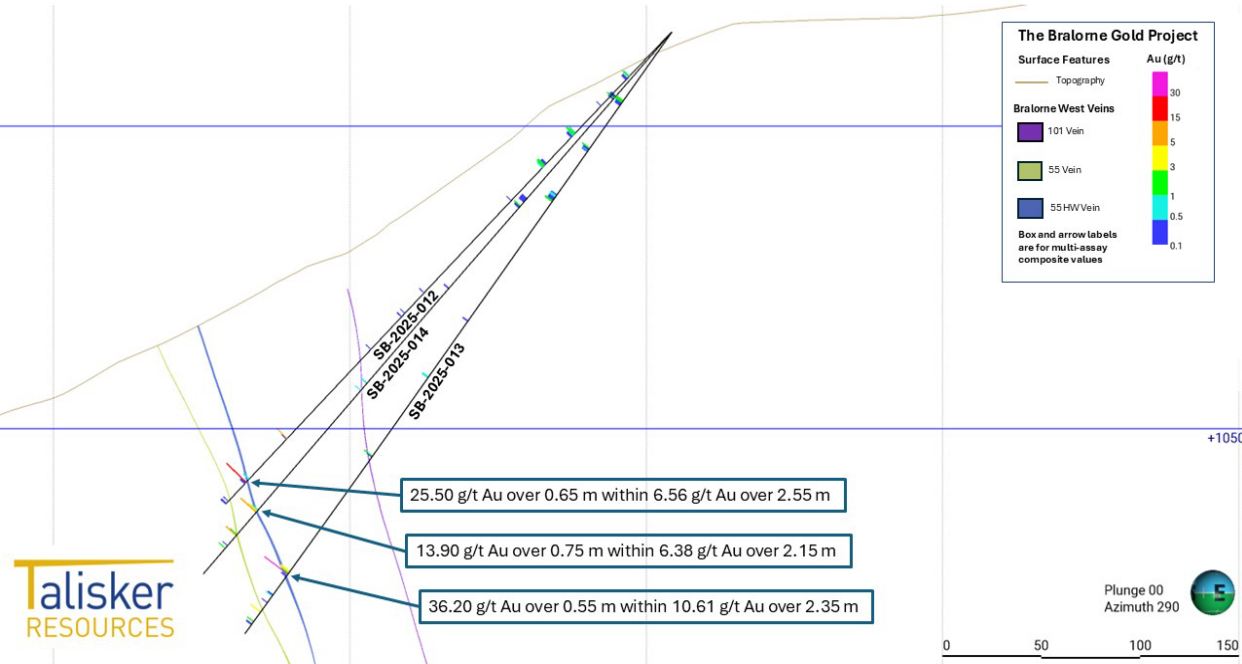 The Bralorne Gold Project
Surface Features
Au (g/t)
Topography
Bralorne West Veins
101 Vein
55 Vein
55 HW Vein
Box and arrow labels
are for multi-assay
composite values
30
15
5
3
1
0.5
0.1
SB-2025-012
SB-2025-014
SB-2025-013
+1050
25.50 g/t Au over 0.65 m within 6.56 g/t Au over 2.55 m
13.90 g/t Au over 0.75 m within 6.38 g/t Au over 2.15 m
36.20 g/t Au over 0.55 m within 10.61 g/t Au over 2.35 m
Talisker
RESOURCES
Plunge 00
Azimuth 290
E
0 50 100 150